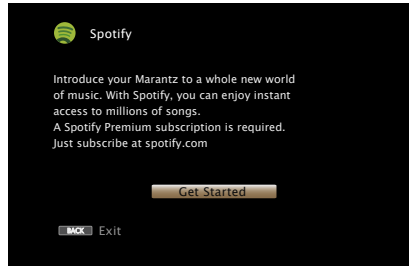 Spotify
Introduce your Marantz to a whole new world
of music. With Spotify, you can enjoy instant
access to millions of songs.
A Spotify Premium subscription is required.
Just subscribe at spotify.com
Get Started
BACK Exit